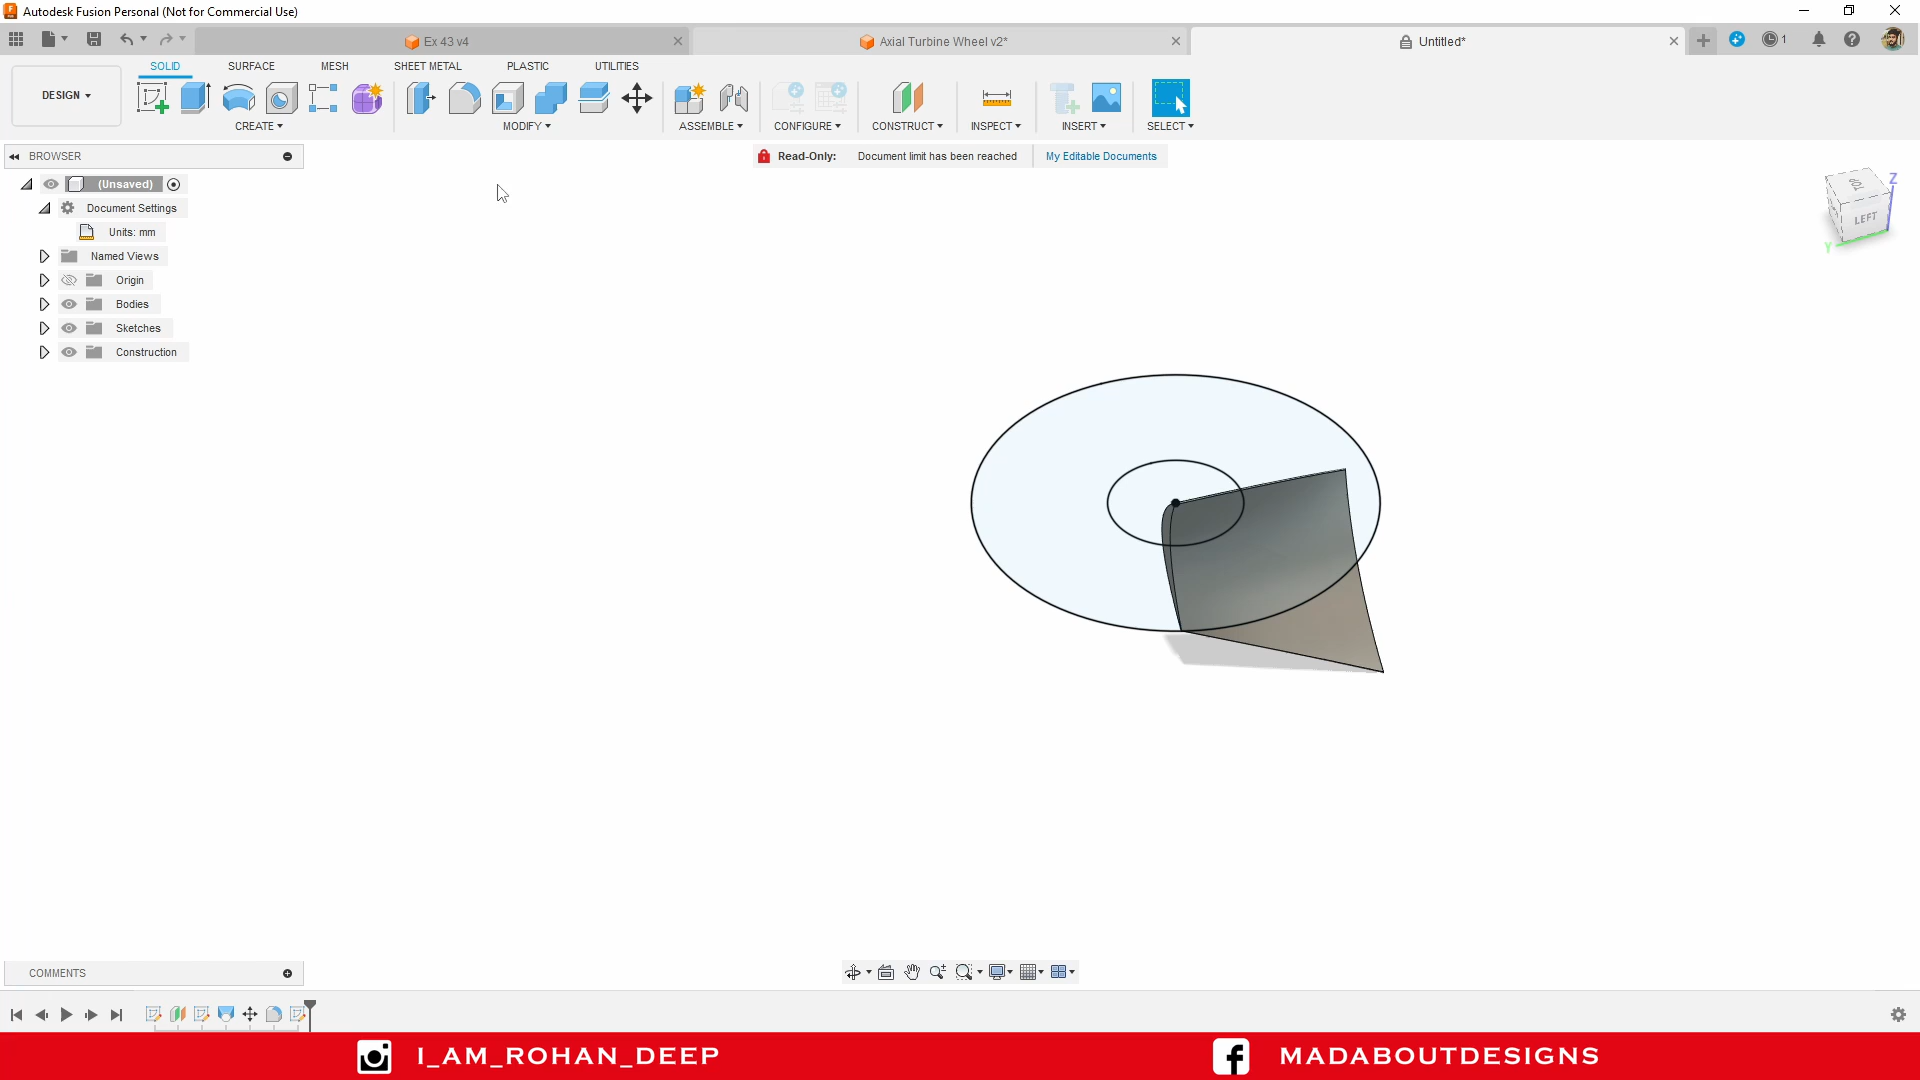 Autodesk Fusion Personal (Not for Commercial Use)
Ex 43 v4
Axial Turbine Wheel v2*
Untitled*
1
DESIGN
SOLID
SURFACE
MESH
SHEET METAL
PLASTIC
UTILITIES
CREATE
MODIFY
ASSEMBLE
CONFIGURE
CONSTRUCT
INSPECT
INSERT
SELECT
BROWSER
Read-Only:
Document limit has been reached
My Editable Documents
(Unsaved)
Document Settings
Units: mm
Named Views
Origin
Bodies
Sketches
Construction
TOP
LEFT
Z
Y
COMMENTS
I_AM_ROHAN_DEEP
MADABOUTDESIGNS